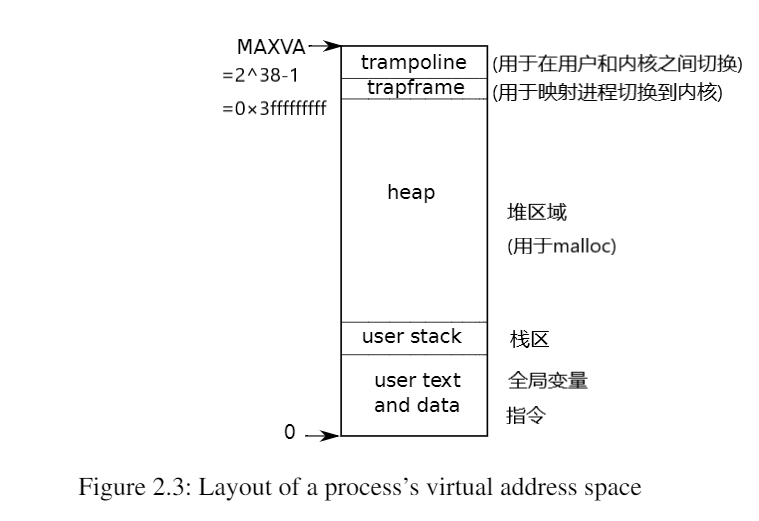 MAXVA
trampoline (用于在用户和内核之间切换)
=2^38-1
trapframe (用于映射进程切换到内核)
=0×3fffffffff
heap
堆区域
(用于malloc)
user stack 栈区
user text 全局变量
and data 指令
0
Figure 2.3: Layout of a process’s virtual address space